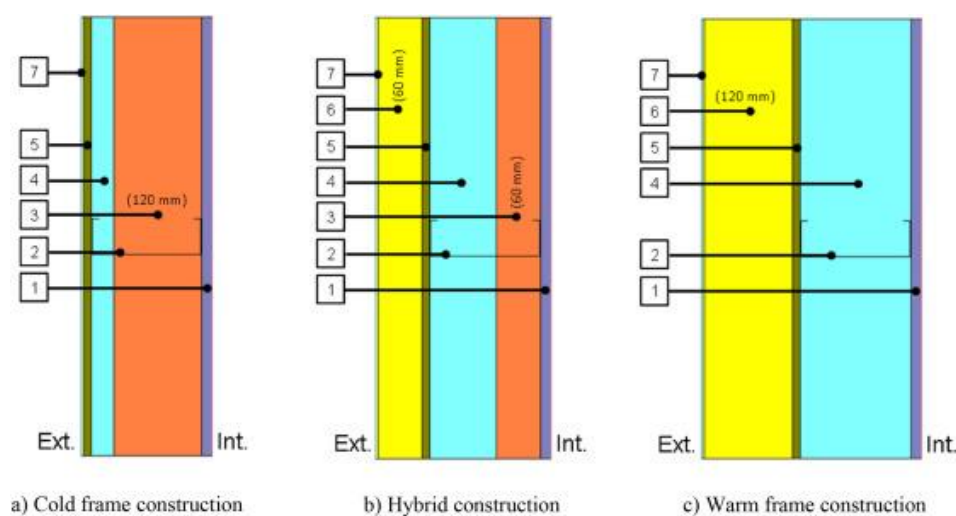 7
5
4
(120 mm)
3
2
1
Ext.
Int.
a) Cold frame construction
7
(60 mm)
6
5
4
(60 mm)
3
2
1
Ext.
Int.
b) Hybrid construction
7
(120 mm)
6
5
4
2
1
Ext.
Int.
c) Warm frame construction